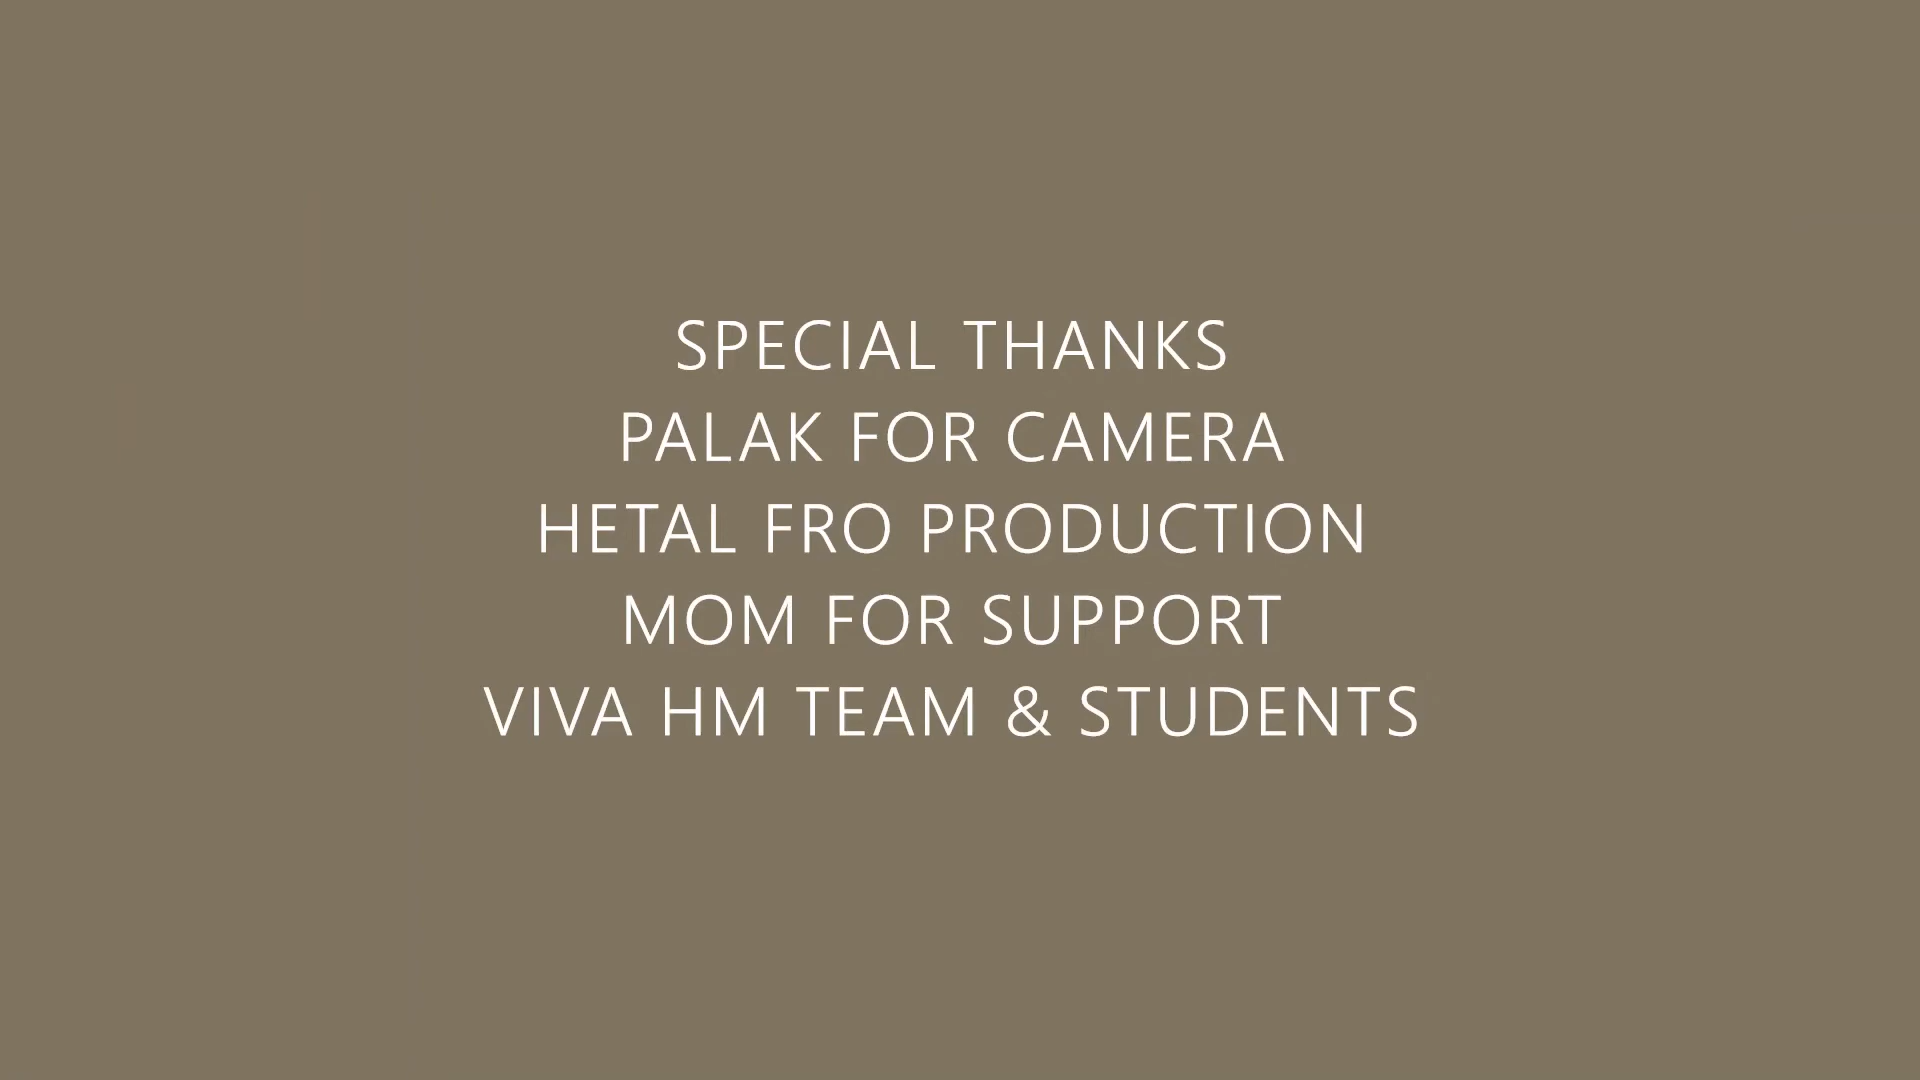 SPECIAL THANKS
PALAK FOR CAMERA
HETAL FRO PRODUCTION
MOM FOR SUPPORT
VIVA HM TEAM & STUDENTS